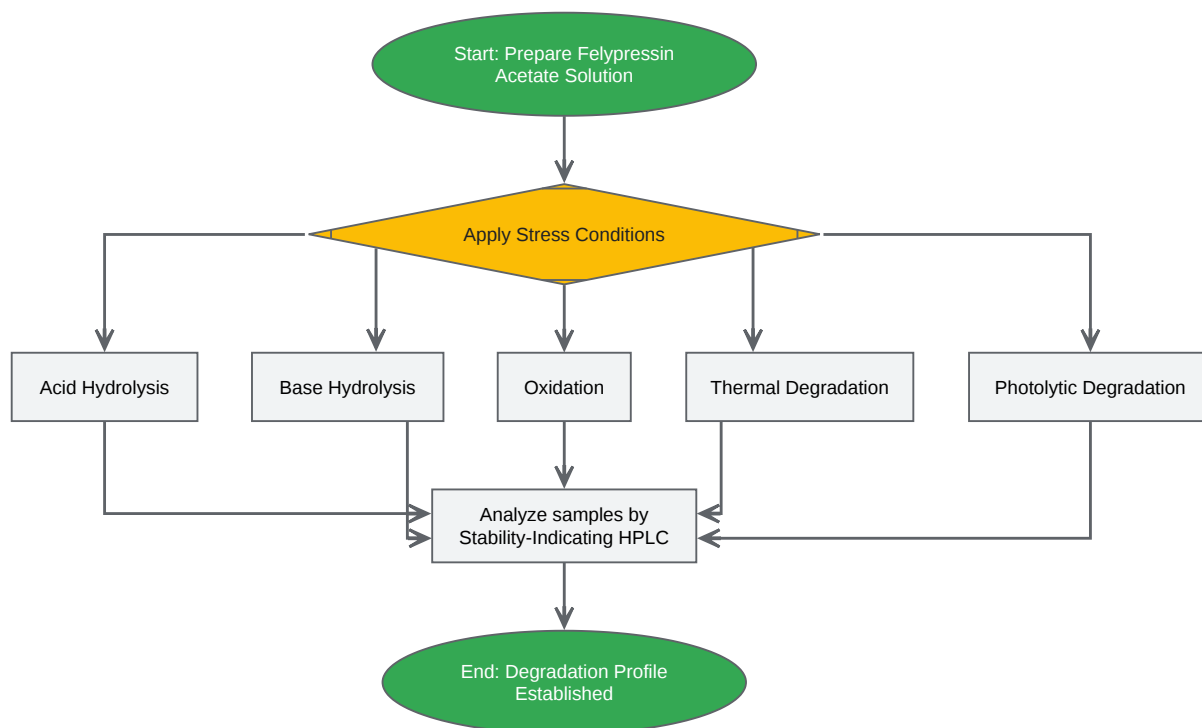 Start: Prepare Felypressin
Acetate Solution
Apply Stress Conditions
Acid Hydrolysis
Base Hydrolysis
Oxidation
Thermal Degradation
Photolytic Degradation
Analyze samples by
Stability-Indicating HPLC
End: Degradation Profile
Established